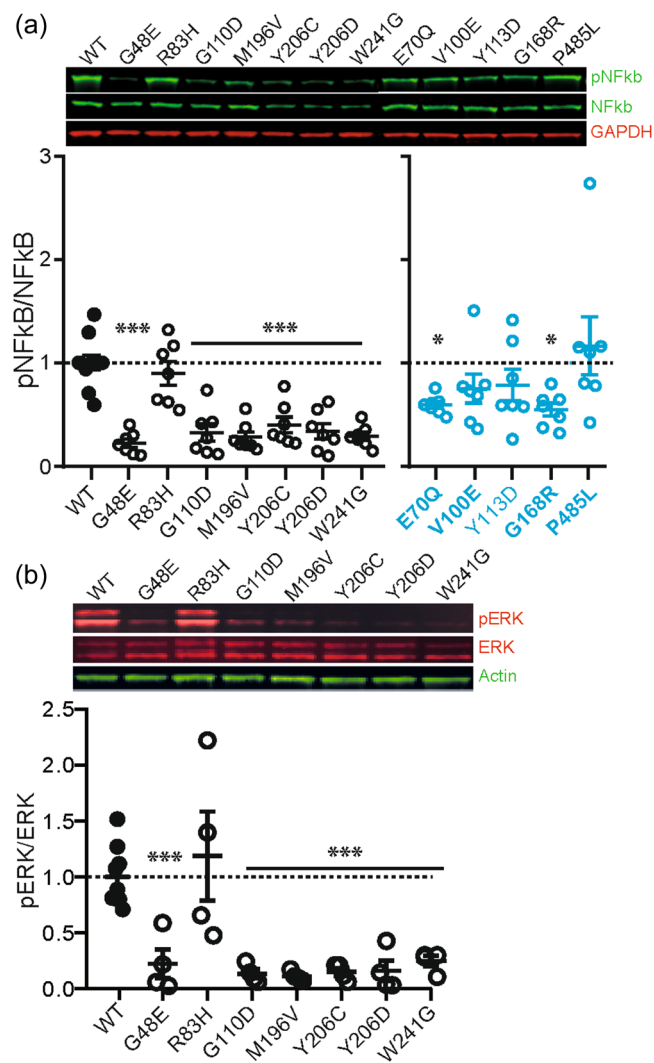 (a)
WT G48E R83H G110D M196V Y206C Y206D W241G E70Q V100E Y113D G168R P485L
pNFkb
NFkb
GAPDH
3
2
1
0
pNFkB/NFkB
*** *** * *
WT G48E R83H G110D M196V Y206C Y206D W241G E70Q V100E Y113D G168R P485L
(b)
WT G48E R83H G110D M196V Y206C Y206D W241G
pERK
ERK
Actin
2.5
2.0
1.5
1.0
0.5
0.0
pERK/ERK
*** ***
WT G48E R83H G110D M196V Y206C Y206D W241G